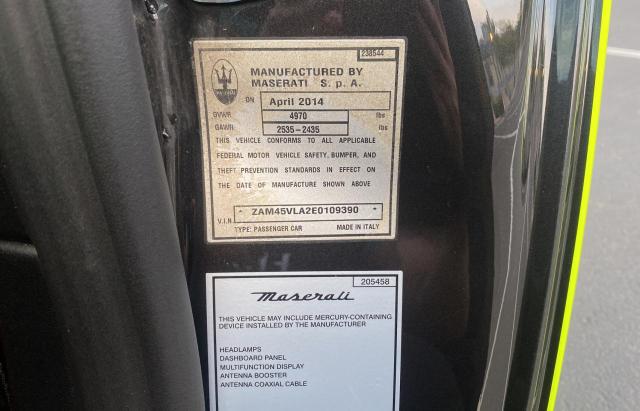 238544
MANUFACTURED BY
MASERATI S. p. A.
ON April 2014
GVWR 4970 lbs
GAWR 2535-2435 lbs
THIS VEHICLE CONFORMS TO ALL APPLICABLE
FEDERAL MOTOR VEHICLE SAFETY, BUMPER, AND
THEFT PREVENTION STANDARDS IN EFFECT ON
THE DATE OF MANUFACTURE SHOWN ABOVE
V.I.N. * ZAM45VLA2E0109390 *
TYPE: PASSENGER CAR MADE IN ITALY
205458
Maserati
THIS VEHICLE MAY INCLUDE MERCURY-CONTAINING
DEVICE INSTALLED BY THE MANUFACTURER
HEADLAMPS
DASHBOARD PANEL
MULTIFUNCTION DISPLAY
ANTENNA BOOSTER
ANTENNA COAXIAL CABLE